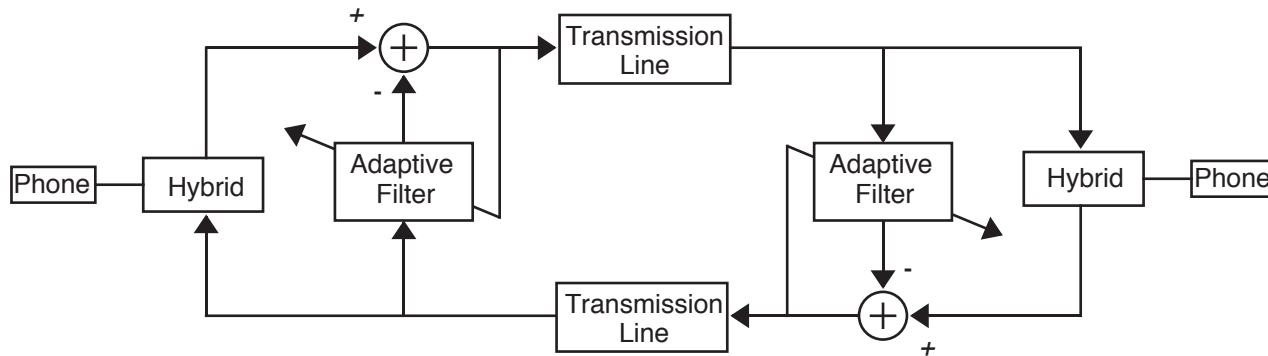 +
Transmission
Line
-
Adaptive
Filter
Adaptive
Filter
Phone
Hybrid
Hybrid
Phone
-
Transmission
Line
+